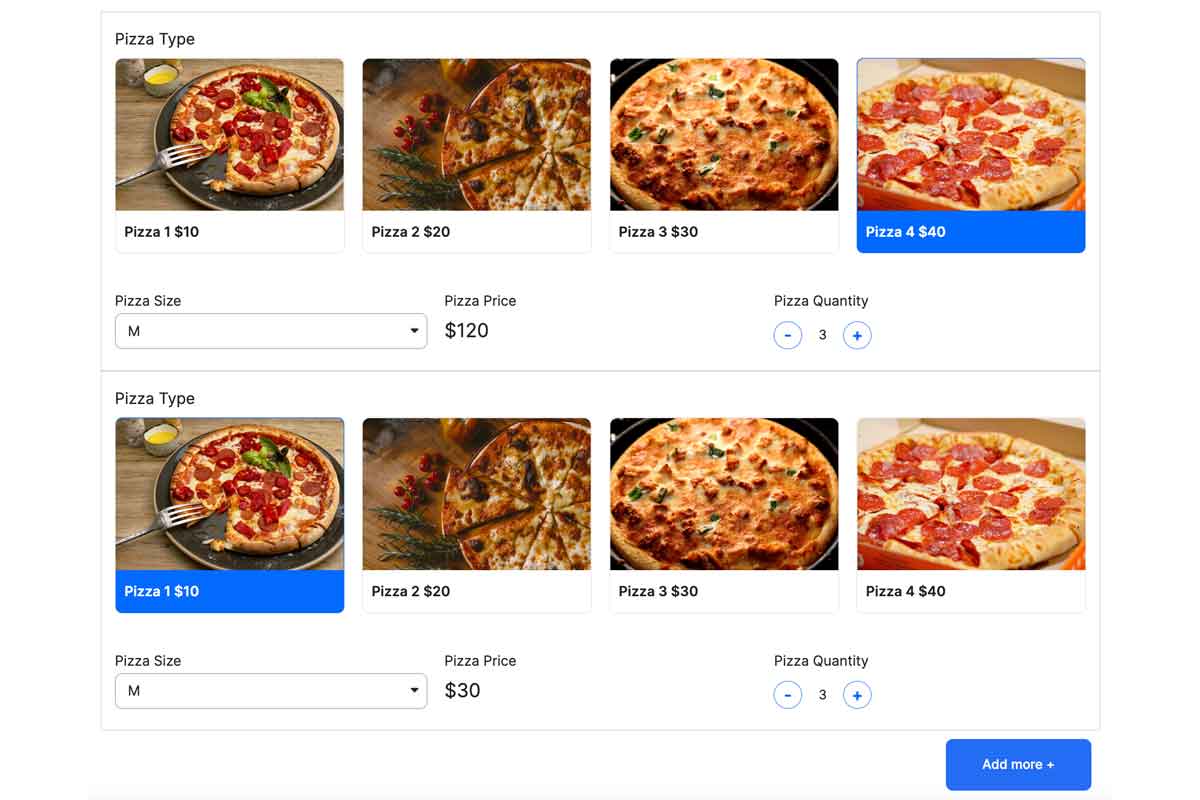 Pizza Type
Pizza 1 $10 Pizza 2 $20 Pizza 3 $30 Pizza 4 $40
Pizza Size Pizza Price Pizza Quantity
M $120 - 3 +
Pizza Type
Pizza 1 $10 Pizza 2 $20 Pizza 3 $30 Pizza 4 $40
Pizza Size Pizza Price Pizza Quantity
M $30 - 3 +
Add more +